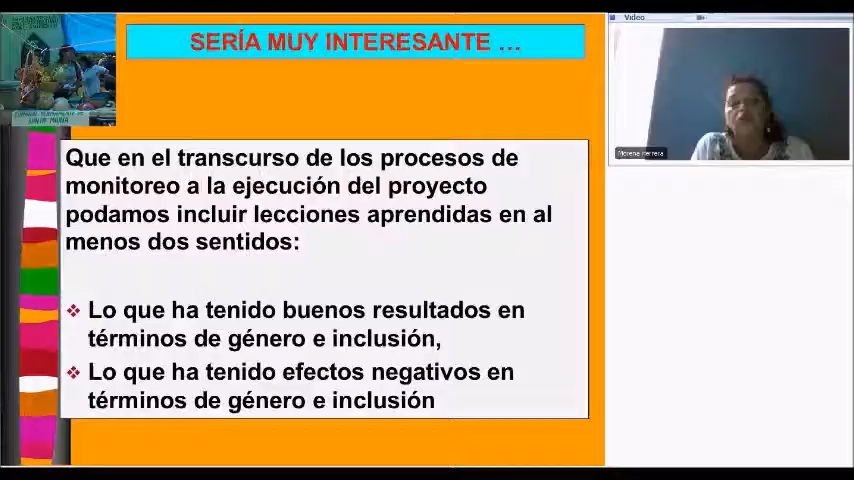 SERÍA MUY INTERESANTE ...
Video
Morena Herrera
Que en el transcurso de los procesos de
monitoreo a la ejecución del proyecto
podamos incluir lecciones aprendidas en al
menos dos sentidos:
Lo que ha tenido buenos resultados en
términos de género e inclusión,
Lo que ha tenido efectos negativos en
términos de género e inclusión